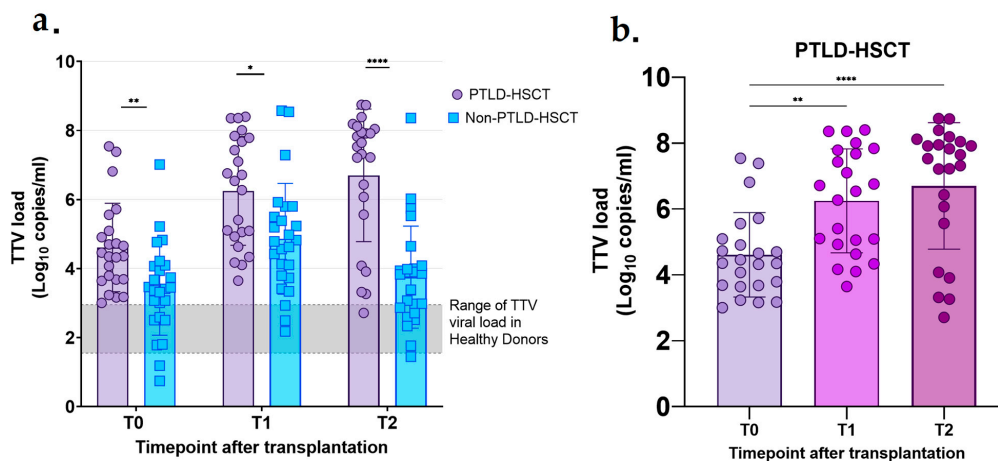 a.
**
*
****
PTLD-HSCT
Non-PTLD-HSCT
TTV load
(Log10 copies/ml)
10
8
6
4
2
0
Range of TTV
viral load in
Healthy Donors
T0
T1
T2
Timepoint after transplantation
b.
PTLD-HSCT
****
**
TTV load
(Log10 copies/ml)
10
8
6
4
2
0
T0
T1
T2
Timepoint after transplantation